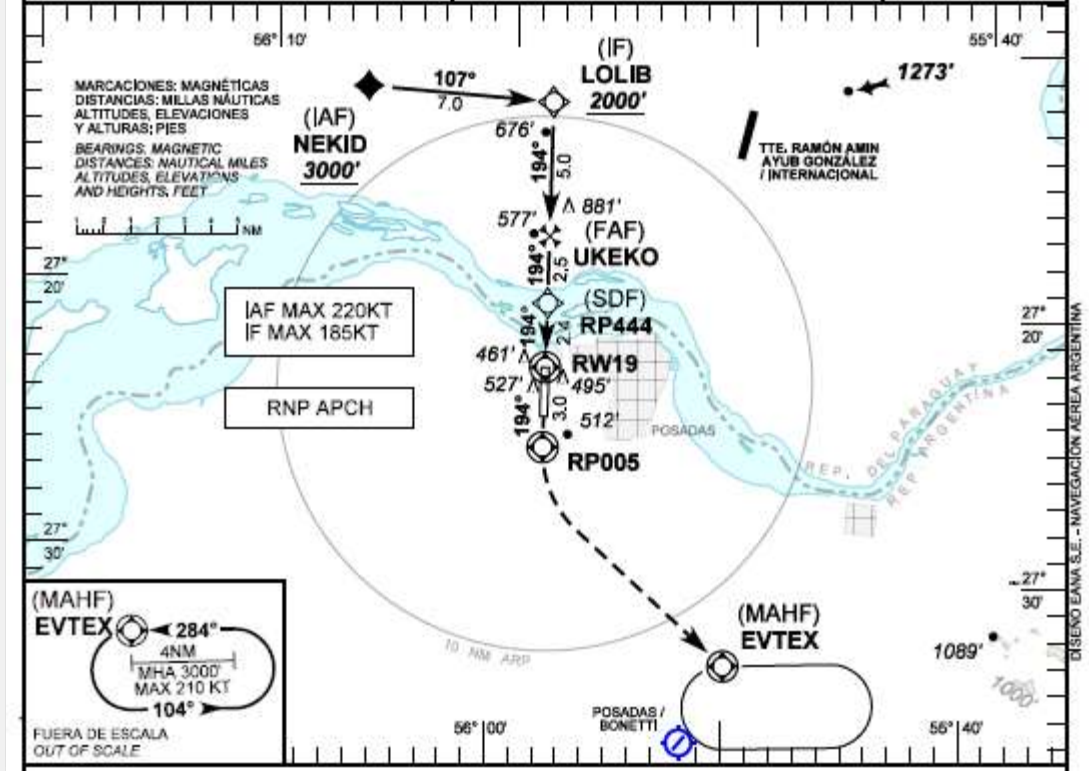 56° 10'
55° 40'
MARCACIONES: MAGNÉTICAS
DISTANCIAS: MILLAS NÁUTICAS
ALTITUDES, ELEVACIONES
Y ALTURAS: PIES
BEARINGS: MAGNETIC
DISTANCES: NAUTICAL MILES
ALTITUDES, ELEVATIONS
AND HEIGHTS, FEET
NM
107°
7.0
(IAF)
NEKID
3000'
(IF)
LOLIB
2000'
1273'
TTE. RAMÓN AMIN
AYUB GONZÁLEZ
/ INTERNACIONAL
676'
194°
5.0
881'
577'
(FAF)
UKEKO
194°
2.5
27°
20'
IAF MAX 220KT
IF MAX 185KT
RNP APCH
(SDF)
RP444
194°
2.4
461'
RW19
527'
495'
194°
3.0
512'
POSADAS
RP005
27°
20'
REP. DEL PARAGUAY
REP. ARGENTINA
27°
30'
27°
30'
10 NM ARP
(MAHF)
EVTEX
284°
4NM
MHA 3000'
MAX 210 KT
104°
FUERA DE ESCALA
OUT OF SCALE
(MAHF)
EVTEX
1089'
1000'
POSADAS /
BONETTI
56° 00'
55° 40'
DISEÑO EANA S.E. - NAVEGACIÓN AÉREA ARGENTINA